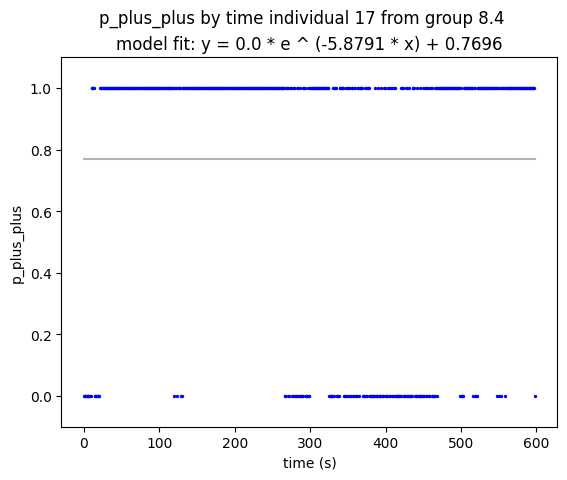 p_plus_plus by time individual 17 from group 8.4
model fit: y = 0.0 * e ^ (-5.8791 * x) + 0.7696
1.0
0.8
0.6
0.4
0.2
0.0
p_plus_plus
0 100 200 300 400 500 600
time (s)